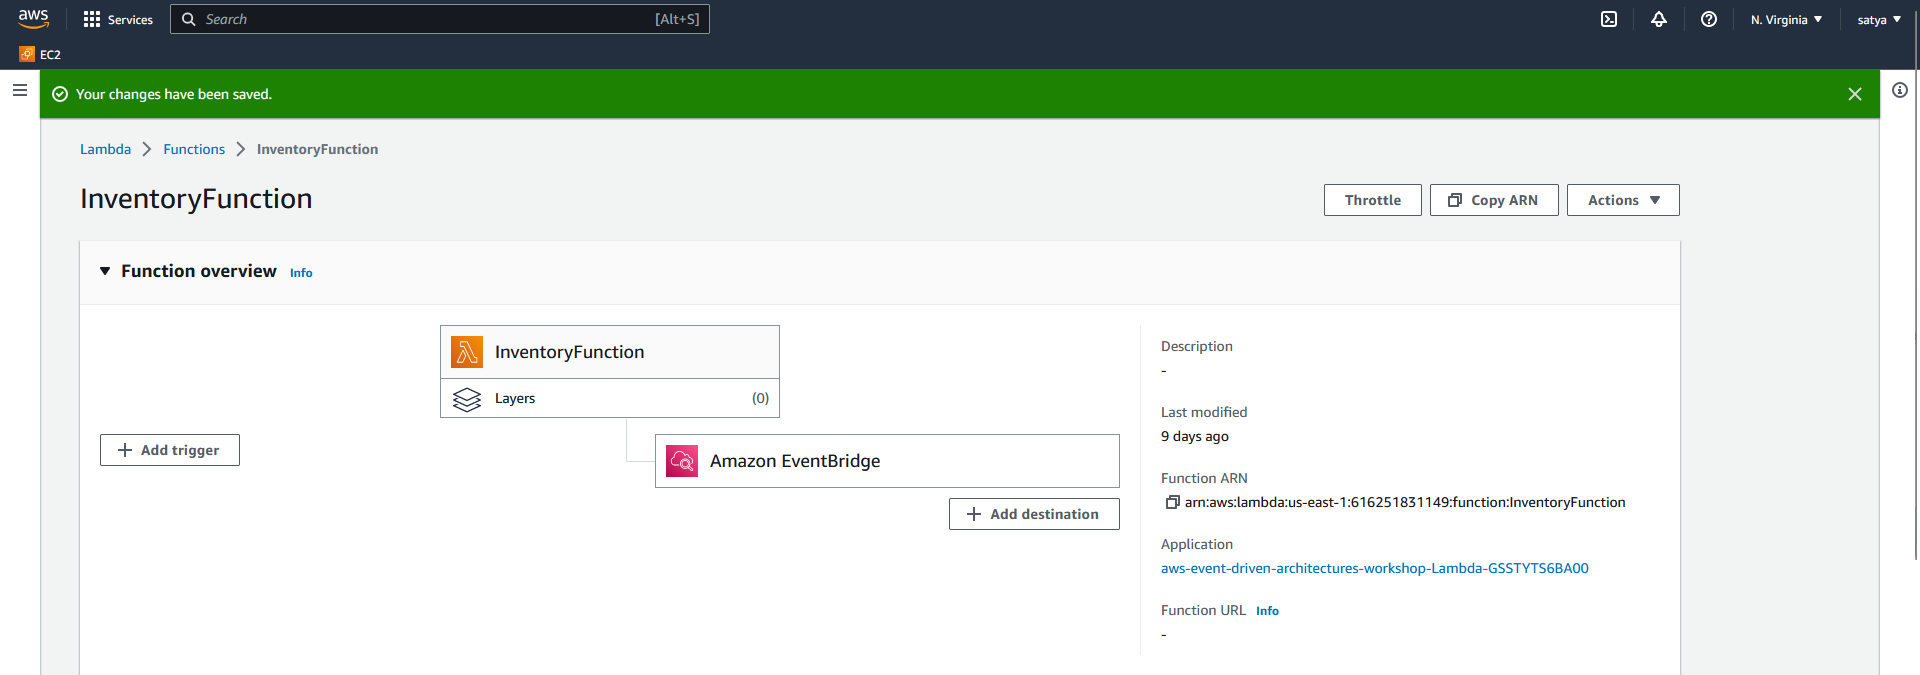 aws
Services
Search
[Alt+S]
N. Virginia
satya
EC2
Your changes have been saved.
Lambda
Functions
InventoryFunction
InventoryFunction
Throttle
Copy ARN
Actions
Function overview Info
InventoryFunction
Layers
(0)
Add trigger
Amazon EventBridge
Add destination
Description
-
Last modified
9 days ago
Function ARN
arn:aws:lambda:us-east-1:616251831149:function:InventoryFunction
Application
aws-event-driven-architectures-workshop-Lambda-GSSTYTS6BA00
Function URL Info
-